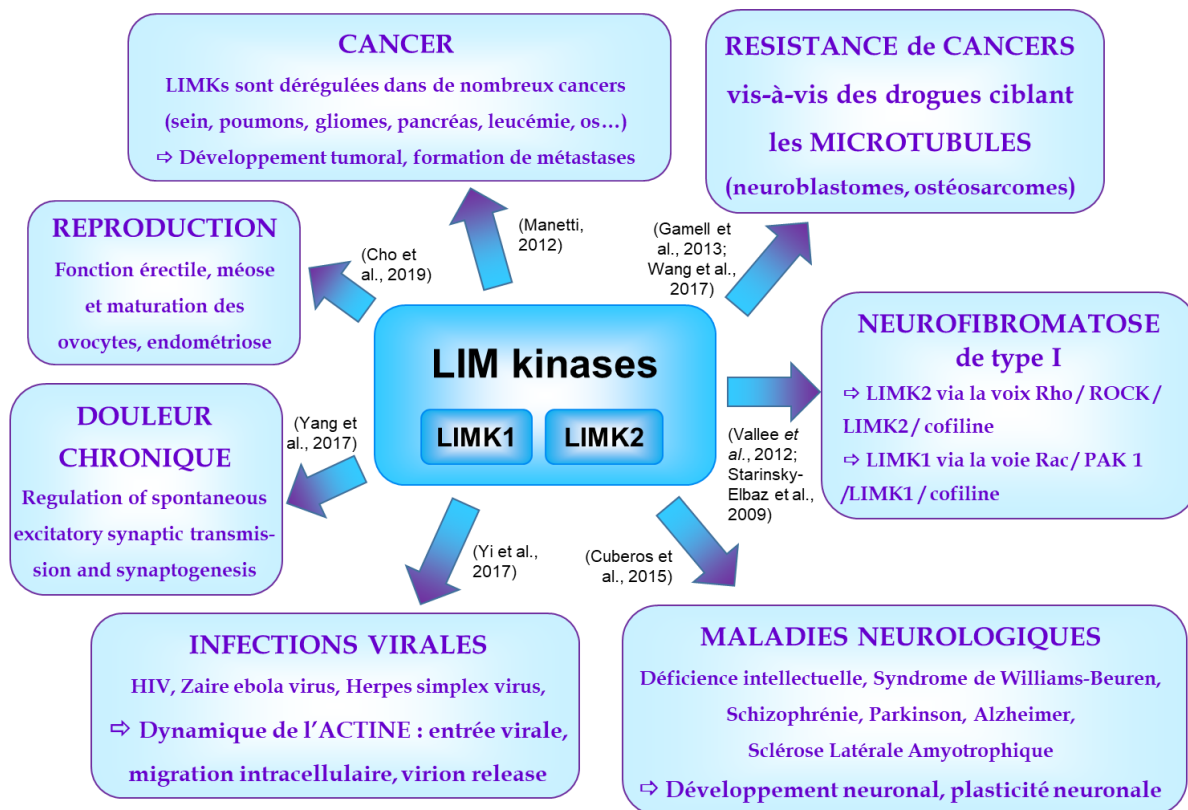 CANCER
LIMKs sont dérégulées dans de nombreux cancers
(sein, poumons, gliomes, pancréas, leucémie, os…)
⇨ Développement tumoral, formation de métastases
RESISTANCE de CANCERS
vis-à-vis des drogues ciblant
les MICROTUBULES
(neuroblastomes, ostéosarcomes)
REPRODUCTION
Fonction érectile, méose
et maturation des
ovocytes, endométriose
(Cho et
al., 2019)
(Manetti,
2012)
(Gamell et
al., 2013;
Wang et al.,
2017)
LIM kinases
LIMK1
LIMK2
NEUROFIBROMATOSE
de type I
⇨ LIMK2 via la voix Rho / ROCK /
LIMK2 / cofiline
⇨ LIMK1 via la voie Rac / PAK 1
/LIMK1 / cofiline
DOULEUR
CHRONIQUE
Regulation of spontaneous
excitatory synaptic transmis-
sion and synaptogenesis
(Yang et
al., 2017)
(Vallee et
al., 2012;
Starinsky-
Elbaz et al.,
2009)
(Yi et al.,
2017)
(Cuberos et
al., 2015)
INFECTIONS VIRALES
HIV, Zaire ebola virus, Herpes simplex virus,
⇨ Dynamique de l’ACTINE : entrée virale,
migration intracellulaire, virion release
MALADIES NEUROLOGIQUES
Déficience intellectuelle, Syndrome de Williams-Beuren,
Schizophrénie, Parkinson, Alzheimer,
Sclérose Latérale Amyotrophique
⇨ Développement neuronal, plasticité neuronale